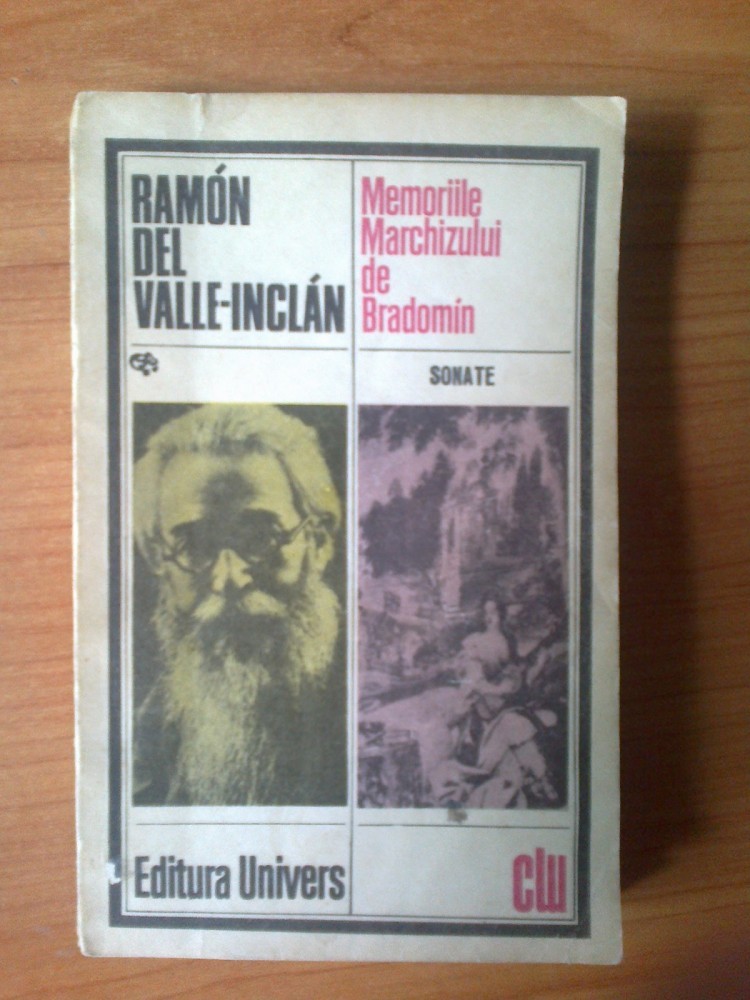 RAMÓN
DEL
VALLE-INCLÁN
Memoriile
Marchizului
de
Bradomín
SONATE
Editura Univers
clu